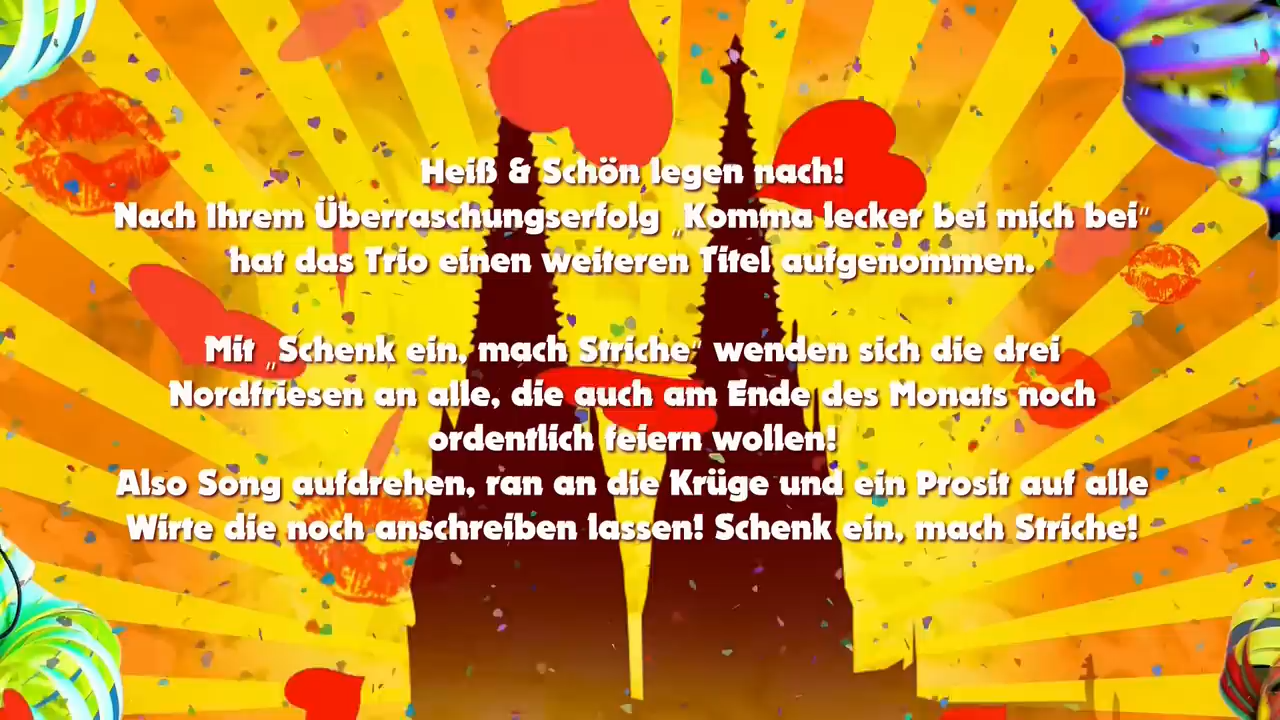 Heiß & Schön legen nach!
Nach Ihrem Überraschungserfolg „Komma lecker bei mich bei"
hat das Trio einen weiteren Titel aufgenommen.
Mit „Schenk ein, mach Striche" wenden sich die drei
Nordfriesen an alle, die auch am Ende des Monats noch
ordentlich feiern wollen!
Also Song aufdrehen, ran an die Krüge und ein Prosit auf alle
Wirte die noch anschreiben lassen! Schenk ein, mach Striche!